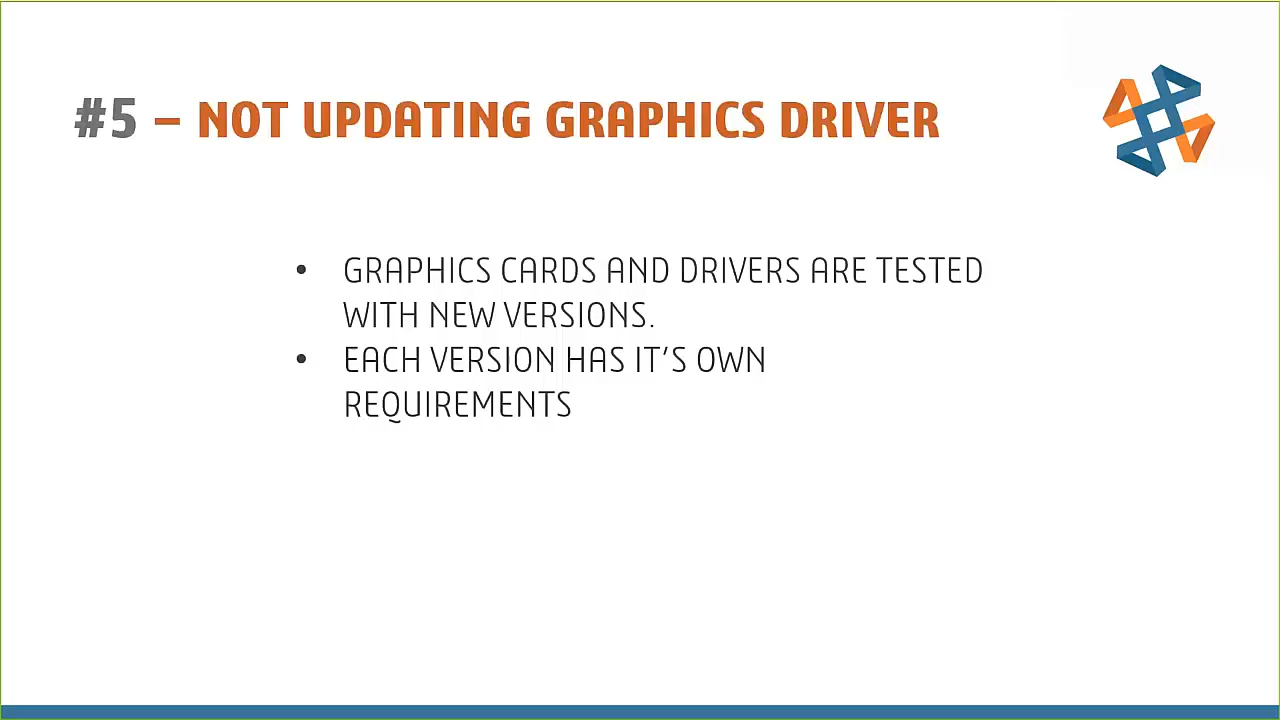 #5 – NOT UPDATING GRAPHICS DRIVER
• GRAPHICS CARDS AND DRIVERS ARE TESTED
WITH NEW VERSIONS.
• EACH VERSION HAS IT’S OWN
REQUIREMENTS